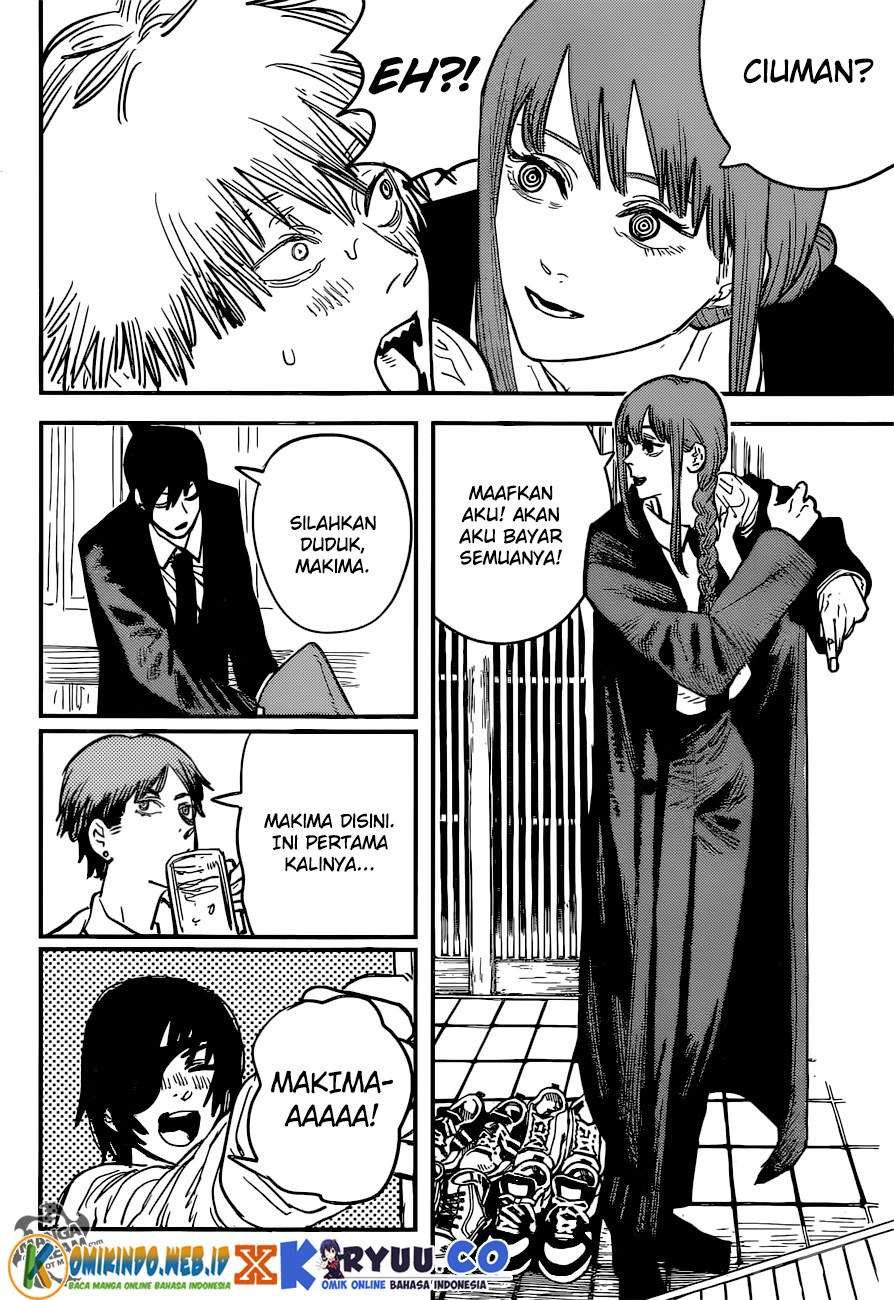 EH?!
CIUMAN?
MAAFKAN
AKU! AKAN
AKU BAYAR
SEMUANYA!
SILAHKAN
DUDUK,
MAKIMA.
MAKIMA DISINI.
INI PERTAMA
KALINYA...
MAKIMA-
AAAAA!
KOMIKINDO.WEB.ID
BACA MANGA ONLINE BAHASA INDONESIA
X
KIRYUU.CO
OMIK ONLINE BAHASA INDONESIA